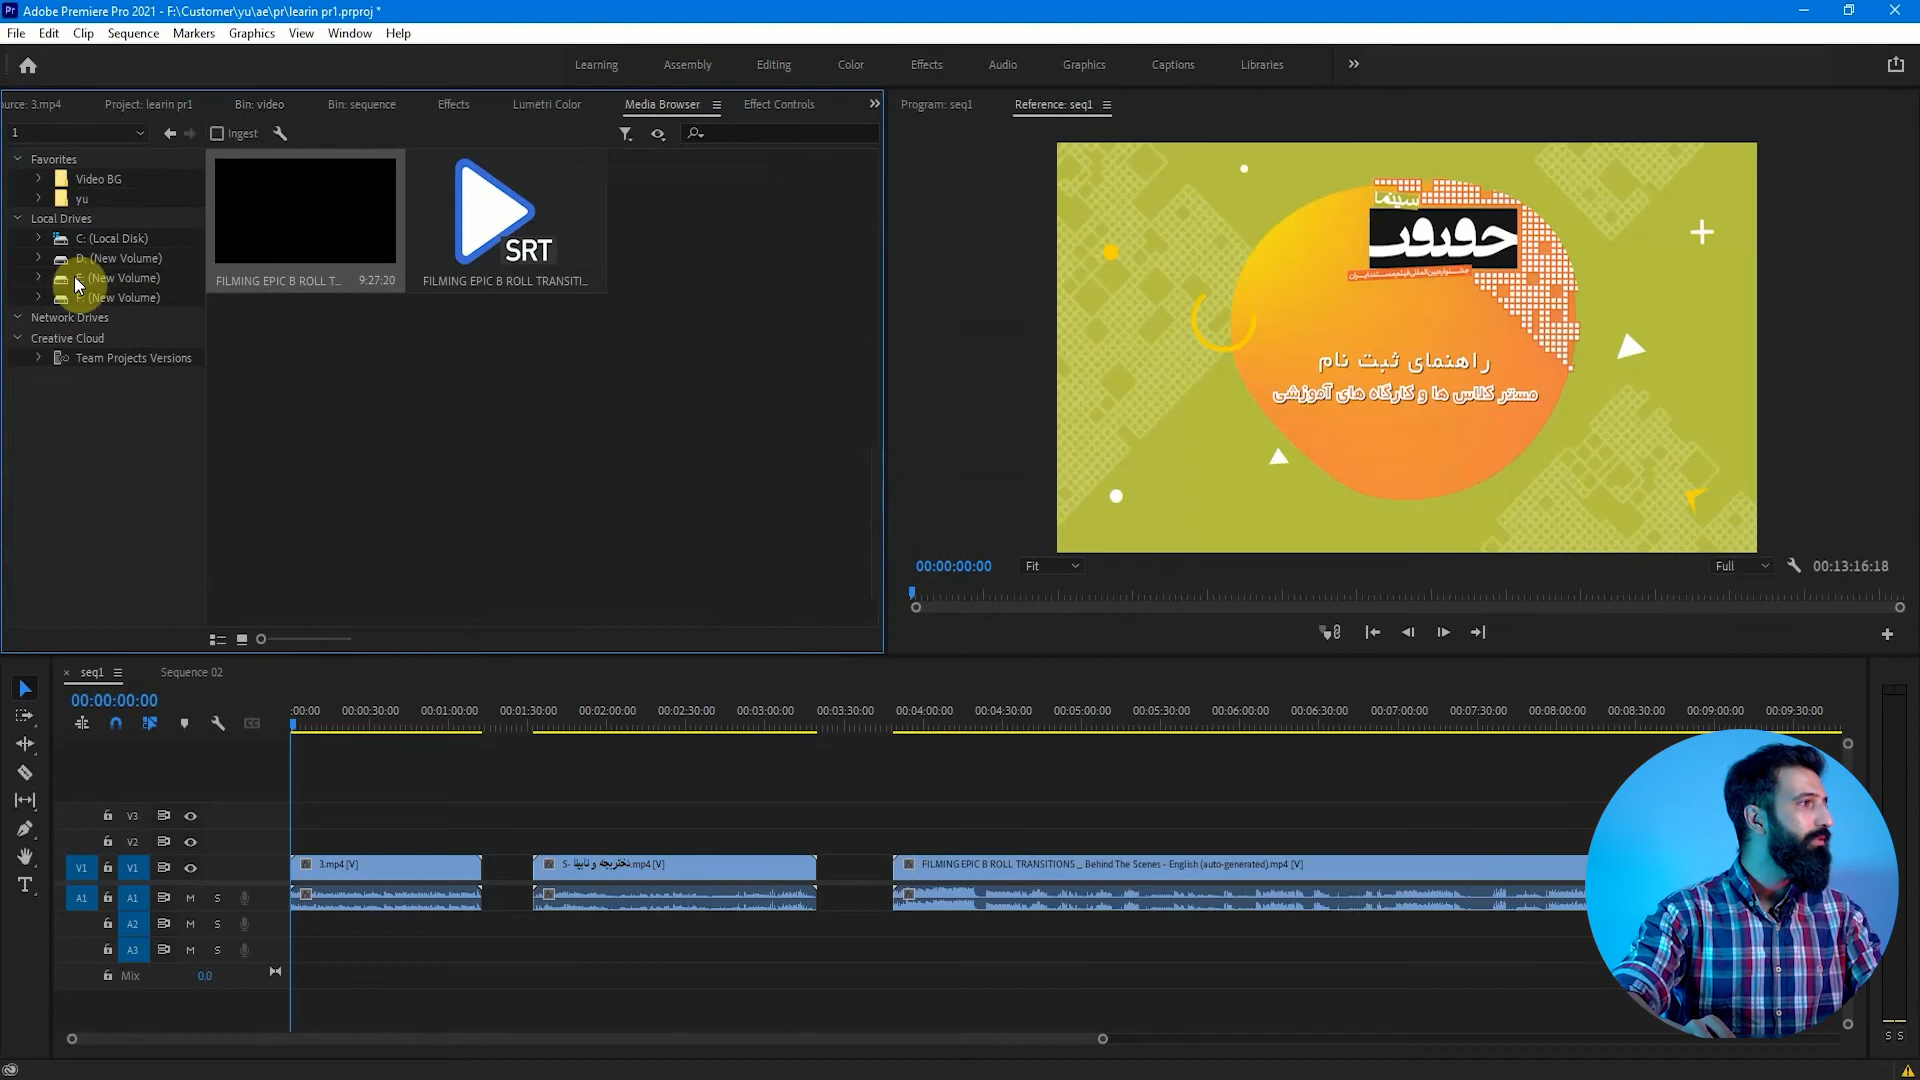 Adobe Premiere Pro 2021 - F:\Customer\yu\ae\pr\learin pr1.prproj *
File Edit Clip Sequence Markers Graphics View Window Help
Learning Assembly Editing Color Effects Audio Graphics Captions Libraries
ource: 3.mp4 Project: learin pr1 Bin: video Bin: sequence Effects Lumetri Color Media Browser Effect Controls
Program: seq1 Reference: seq1
1 Ingest
Favorites
Video BG
yu
Local Drives
C: (Local Disk)
D: (New Volume)
(New Volume)
(New Volume)
Network Drives
Creative Cloud
Team Projects Versions
SRT
FILMING EPIC B ROLL T... 9:27:20
FILMING EPIC B ROLL TRANSITI...
سینما
حقیقت
جشنواره بین‌المللی فیلم مستند ایران
راهنمای ثبت نام
مستر کلاس ها و کارگاه های آموزشی
00:00:00:00 Fit Full 00:13:16:18
seq1 Sequence 02
00:00:00:00
:00:00 00:00:30:00 00:01:00:00 00:01:30:00 00:02:00:00 00:02:30:00 00:03:00:00 00:03:30:00 00:04:00:00 00:04:30:00 00:05:00:00 00:05:30:00 00:06:00:00 00:06:30:00 00:07:00:00 00:07:30:00 00:08:00:00 00:08:30:00 00:09:00:00 00:09:30:00
V3
V2
V1 V1 3.mp4 [V] 5- دختربچه و نابینا.mp4 [V] FILMING EPIC B ROLL TRANSITIONS _ Behind The Scenes - English (auto-generated).mp4 [V]
A1 A1 M S
A2 M S
A3 M S
Mix 0.0
S S